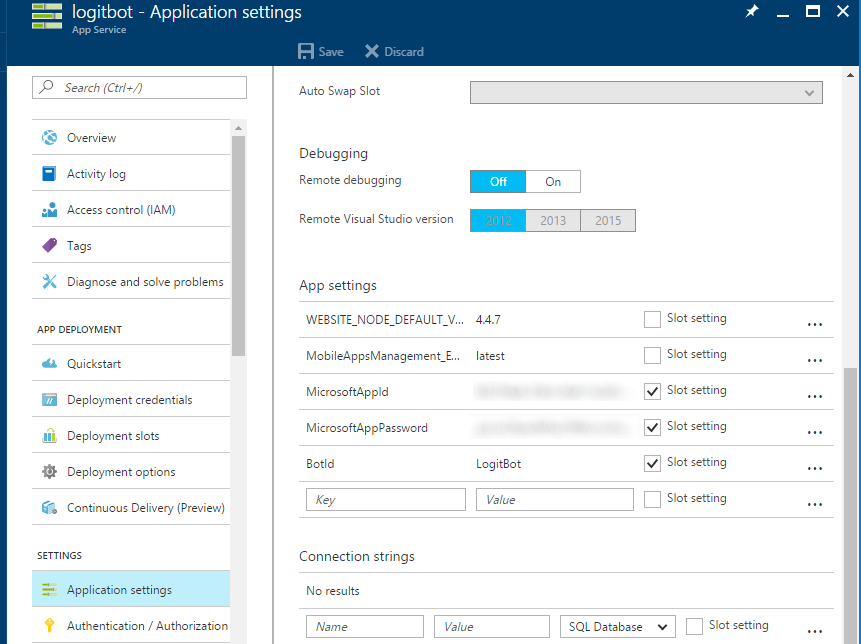 logitbot - Application settings
App Service
Save Discard
Search (Ctrl+/)
Overview
Activity log
Access control (IAM)
Tags
Diagnose and solve problems
APP DEPLOYMENT
Quickstart
Deployment credentials
Deployment slots
Deployment options
Continuous Delivery (Preview)
SETTINGS
Application settings
Authentication / Authorization
Auto Swap Slot
Debugging
Remote debugging Off On
Remote Visual Studio version 2012 2013 2015
App settings
WEBSITE_NODE_DEFAULT_V... 4.4.7 Slot setting ...
MobileAppsManagement_E... latest Slot setting ...
MicrosoftAppId Slot setting ...
MicrosoftAppPassword Slot setting ...
BotId LogitBot Slot setting ...
Key Value Slot setting ...
Connection strings
No results
Name Value SQL Database Slot setting ...